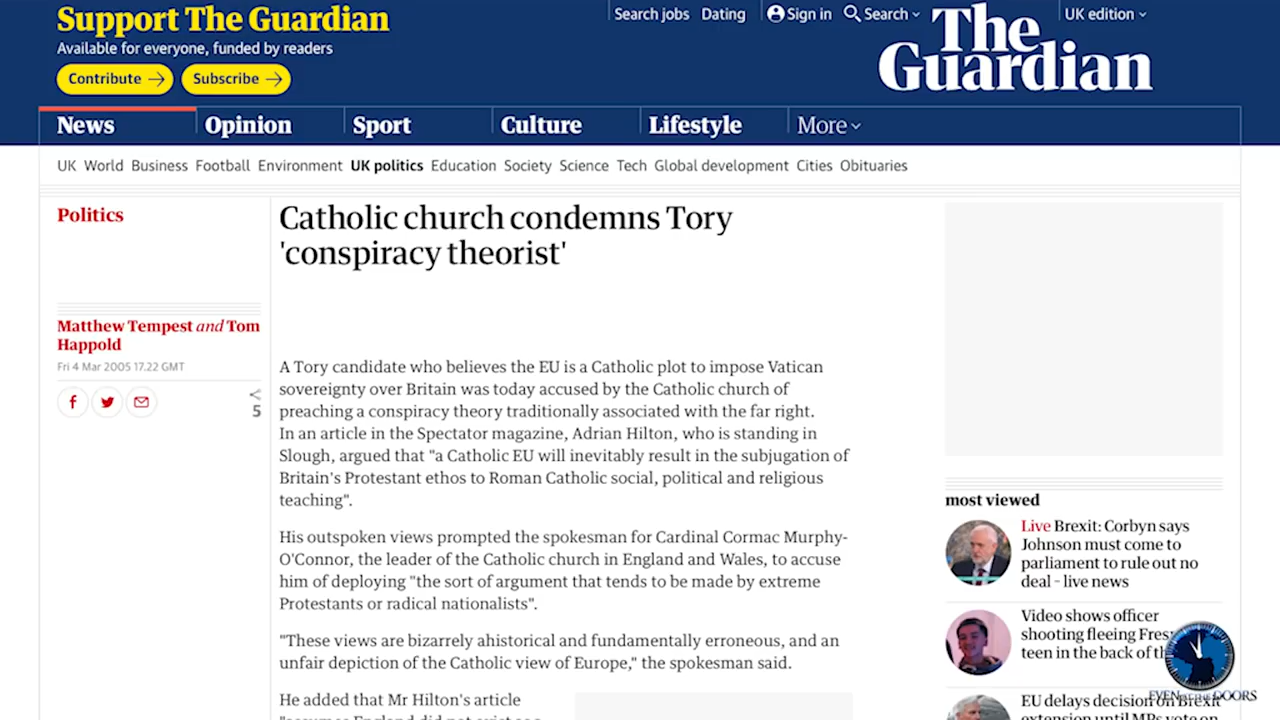 Support The Guardian
Available for everyone, funded by readers
Contribute → Subscribe →
Search jobs Dating Sign in Search UK edition
The Guardian
News Opinion Sport Culture Lifestyle More
UK World Business Football Environment UK politics Education Society Science Tech Global development Cities Obituaries
Politics
Catholic church condemns Tory
'conspiracy theorist'
Matthew Tempest and Tom
Happold
Fri 4 Mar 2005 17.22 GMT
5
A Tory candidate who believes the EU is a Catholic plot to impose Vatican
sovereignty over Britain was today accused by the Catholic church of
preaching a conspiracy theory traditionally associated with the far right.
In an article in the Spectator magazine, Adrian Hilton, who is standing in
Slough, argued that "a Catholic EU will inevitably result in the subjugation of
Britain's Protestant ethos to Roman Catholic social, political and religious
teaching".
His outspoken views prompted the spokesman for Cardinal Cormac Murphy-
O'Connor, the leader of the Catholic church in England and Wales, to accuse
him of deploying "the sort of argument that tends to be made by extreme
Protestants or radical nationalists".
"These views are bizarrely ahistorical and fundamentally erroneous, and an
unfair depiction of the Catholic view of Europe," the spokesman said.
He added that Mr Hilton's article
most viewed
Live Brexit: Corbyn says
Johnson must come to
parliament to rule out no
deal – live news
Video shows officer
shooting fleeing
teen in the back of
EU delays decision on Brexit
extension until MPs vote on
EVEN AT THE DOORS